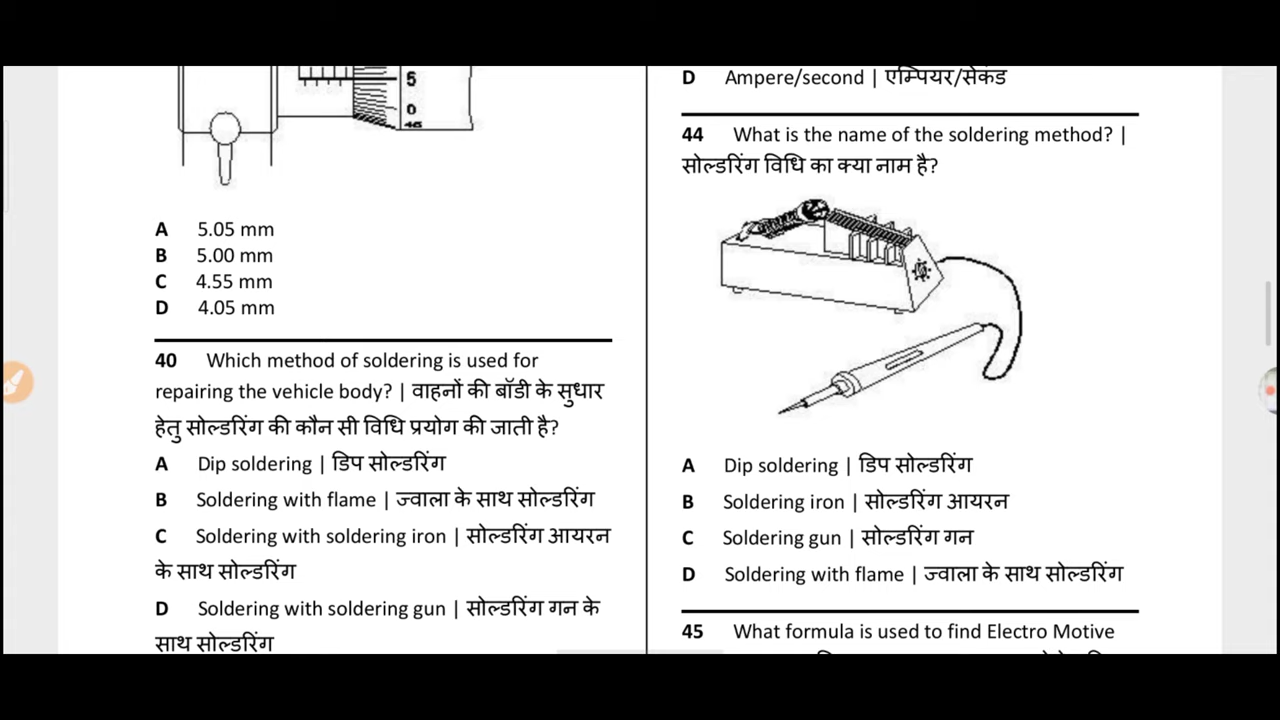 5
0
45
A 5.05 mm
B 5.00 mm
C 4.55 mm
D 4.05 mm
40 Which method of soldering is used for
repairing the vehicle body? | वाहनों की बॉडी के सुधार
हेतु सोल्डरिंग की कौन सी विधि प्रयोग की जाती है?
A Dip soldering | डिप सोल्डरिंग
B Soldering with flame | ज्वाला के साथ सोल्डरिंग
C Soldering with soldering iron | सोल्डरिंग आयरन
के साथ सोल्डरिंग
D Soldering with soldering gun | सोल्डरिंग गन के
साथ सोल्डरिंग
D Ampere/second | एम्पियर/सेकंड
44 What is the name of the soldering method? |
सोल्डरिंग विधि का क्या नाम है?
A Dip soldering | डिप सोल्डरिंग
B Soldering iron | सोल्डरिंग आयरन
C Soldering gun | सोल्डरिंग गन
D Soldering with flame | ज्वाला के साथ सोल्डरिंग
45 What formula is used to find Electro Motive